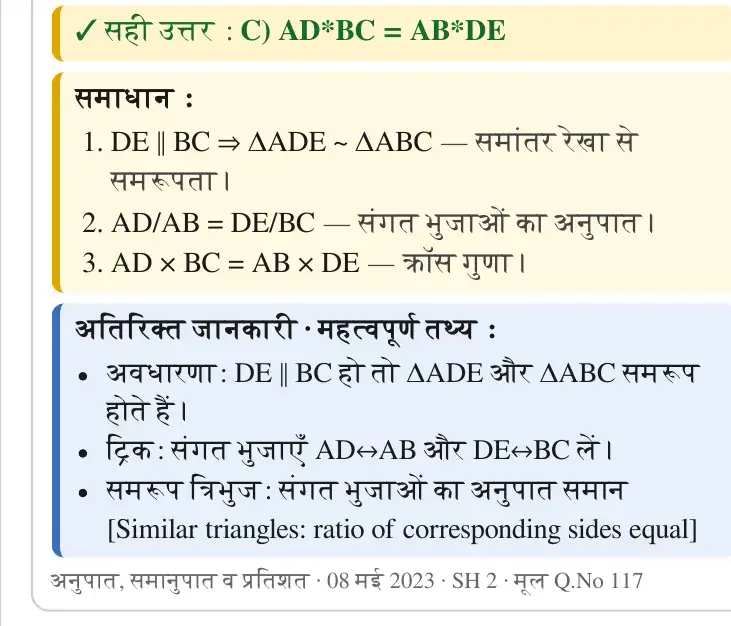 ✓ सही उत्तर : C) AD*BC = AB*DE
समाधान :
1. DE || BC ⇒ ΔADE ~ ΔABC — समांतर रेखा से
समरूपता।
2. AD/AB = DE/BC — संगत भुजाओं का अनुपात।
3. AD × BC = AB × DE — क्रॉस गुणा।
अतिरिक्त जानकारी · महत्वपूर्ण तथ्य :
• अवधारणा : DE || BC हो तो ΔADE और ΔABC समरूप
होते हैं।
• ट्रिक : संगत भुजाएँ AD↔AB और DE↔BC लें।
• समरूप त्रिभुज : संगत भुजाओं का अनुपात समान
[Similar triangles: ratio of corresponding sides equal]
अनुपात, समानुपात व प्रतिशत · 08 मई 2023 · SH 2 · मूल Q.No 117